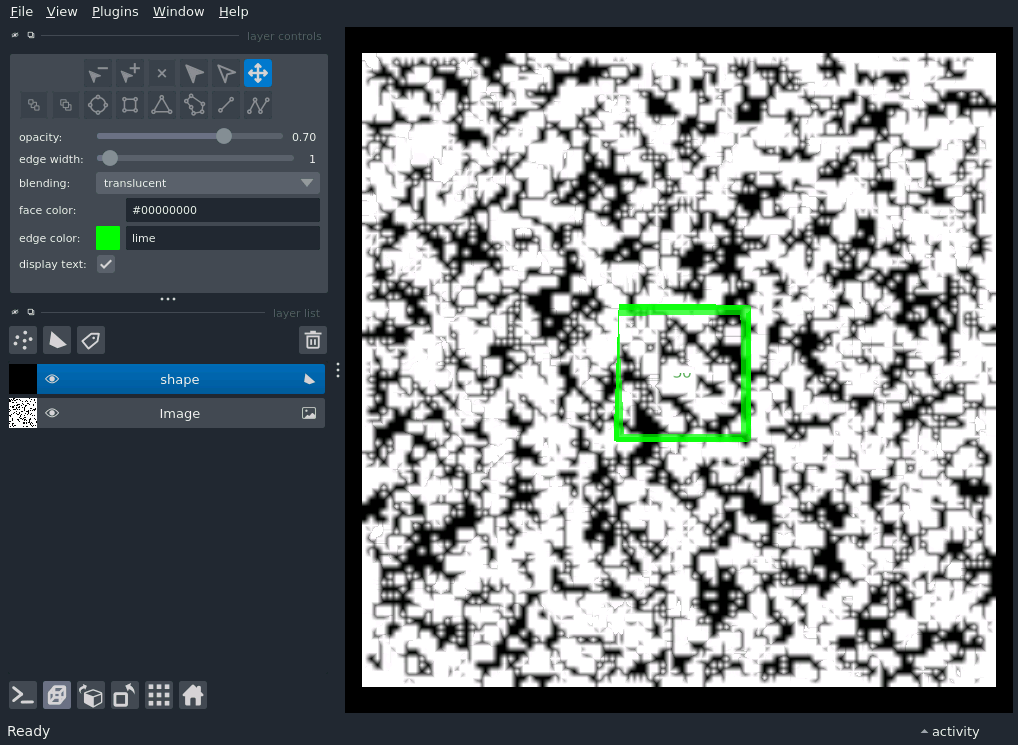 File View Plugins Window Help
layer controls
opacity: 0.70
edge width: 1
blending: translucent
face color: #00000000
edge color: lime
display text:
layer list
shape
Image
Ready
activity